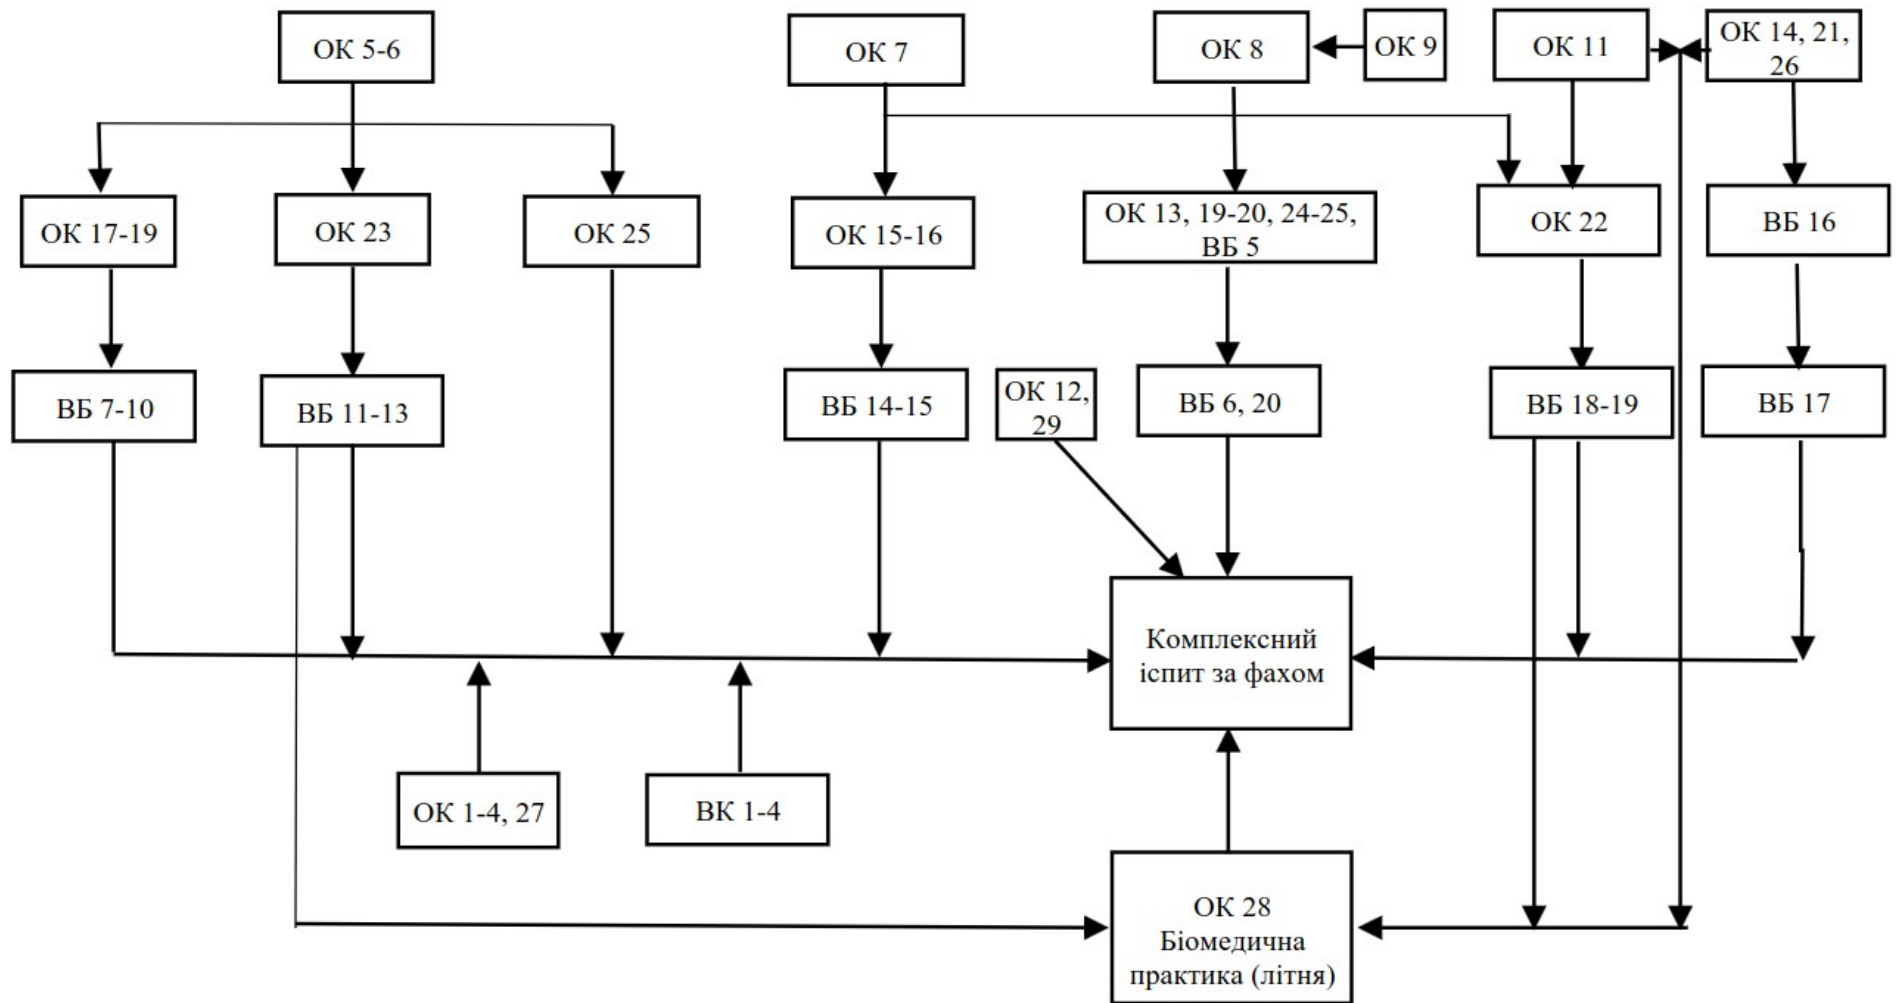 ОК 5-6
ОК 7
ОК 8
ОК 9
ОК 11
ОК 14, 21,
26
ОК 17-19
ОК 23
ОК 25
ОК 15-16
ОК 13, 19-20, 24-25,
ВБ 5
ОК 22
ВБ 16
ВБ 7-10
ВБ 11-13
ВБ 14-15
ОК 12,
29
ВБ 6, 20
ВБ 18-19
ВБ 17
Комплексний
іспит за фахом
ОК 1-4, 27
ВК 1-4
ОК 28
Біомедична
практика (літня)